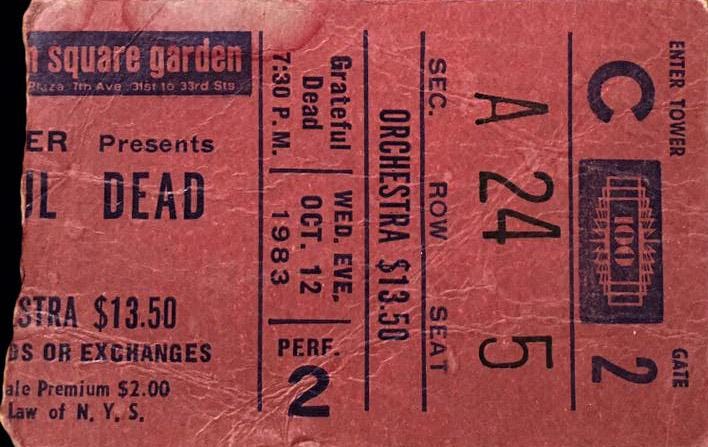 n square garden
Plaza 7th Ave 31st to 33rd Sts
ER Presents
UL DEAD
STRA $13.50
DS OR EXCHANGES
ale Premium $2.00
Law of N. Y. S.
Grateful
Dead
7:30 P. M.
WED. EVE.
OCT. 12
1983
PERF.
2
ORCHESTRA $13.50
SEC. ROW SEAT
A 24 5
ENTER TOWER
C
100
GATE
2